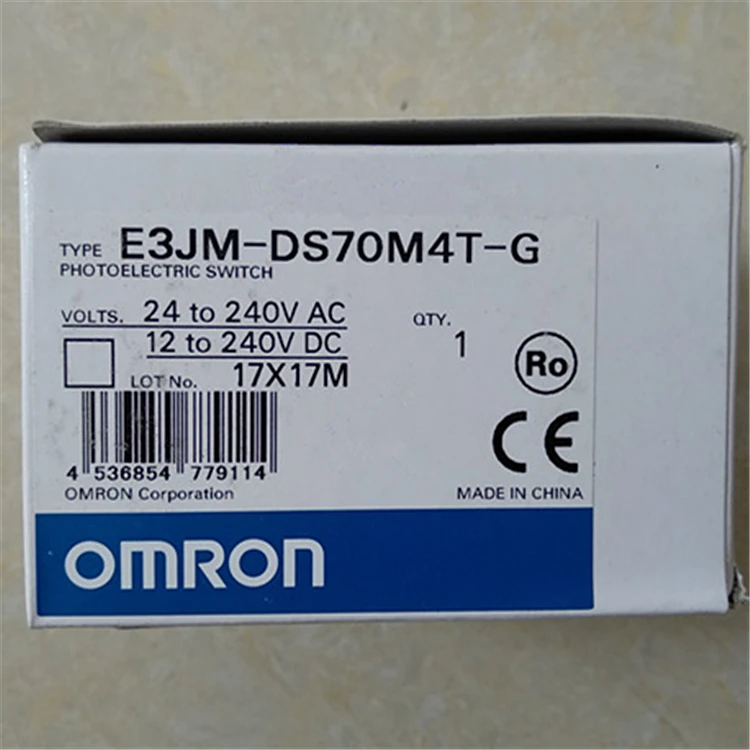 TYPE E3JM-DS70M4T-G
PHOTOELECTRIC SWITCH
VOLTS. 24 to 240V AC
12 to 240V DC
QTY. 1
LOT No. 17X17M
Ro
CE
4 536854 779114
OMRON Corporation
MADE IN CHINA
OMRON